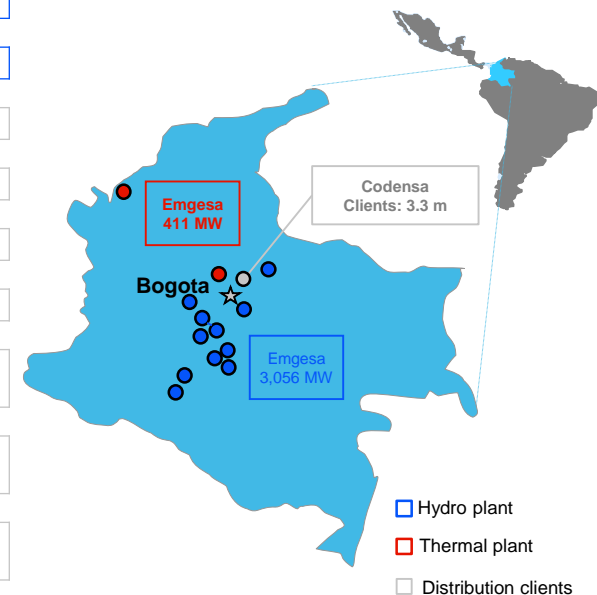 Codensa
Clients: 3.3 m
Emgesa
411 MW
Bogota
Emgesa
3,056 MW
Hydro plant
Thermal plant
Distribution clients